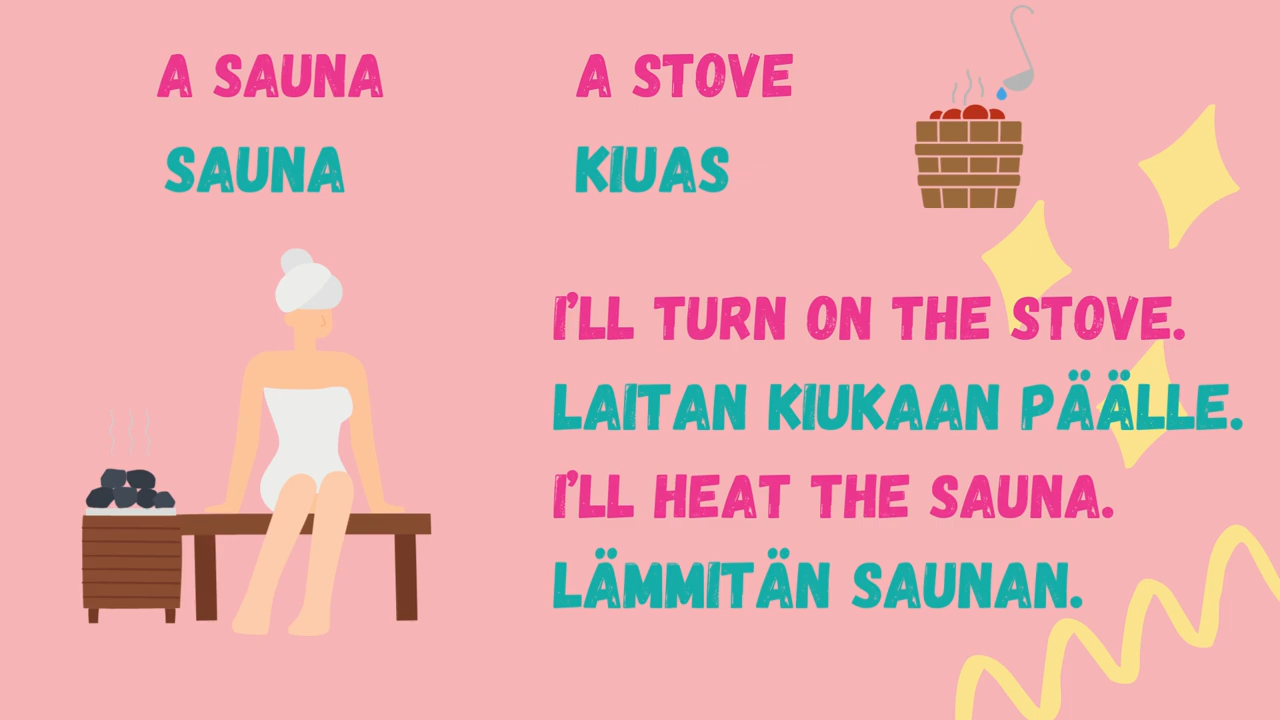 A SAUNA
SAUNA
A STOVE
KIUAS
I'LL TURN ON THE STOVE.
LAITAN KIUKAAN PÄÄLLE.
I'LL HEAT THE SAUNA.
LÄMMITÄN SAUNAN.